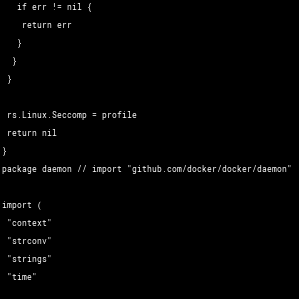 if err != nil {
return err
}
}
}
rs.Linux.Seccomp = profile
return nil
}
package daemon // import "github.com/docker/docker/daemon"
import (
"context"
"strconv"
"strings"
"time"